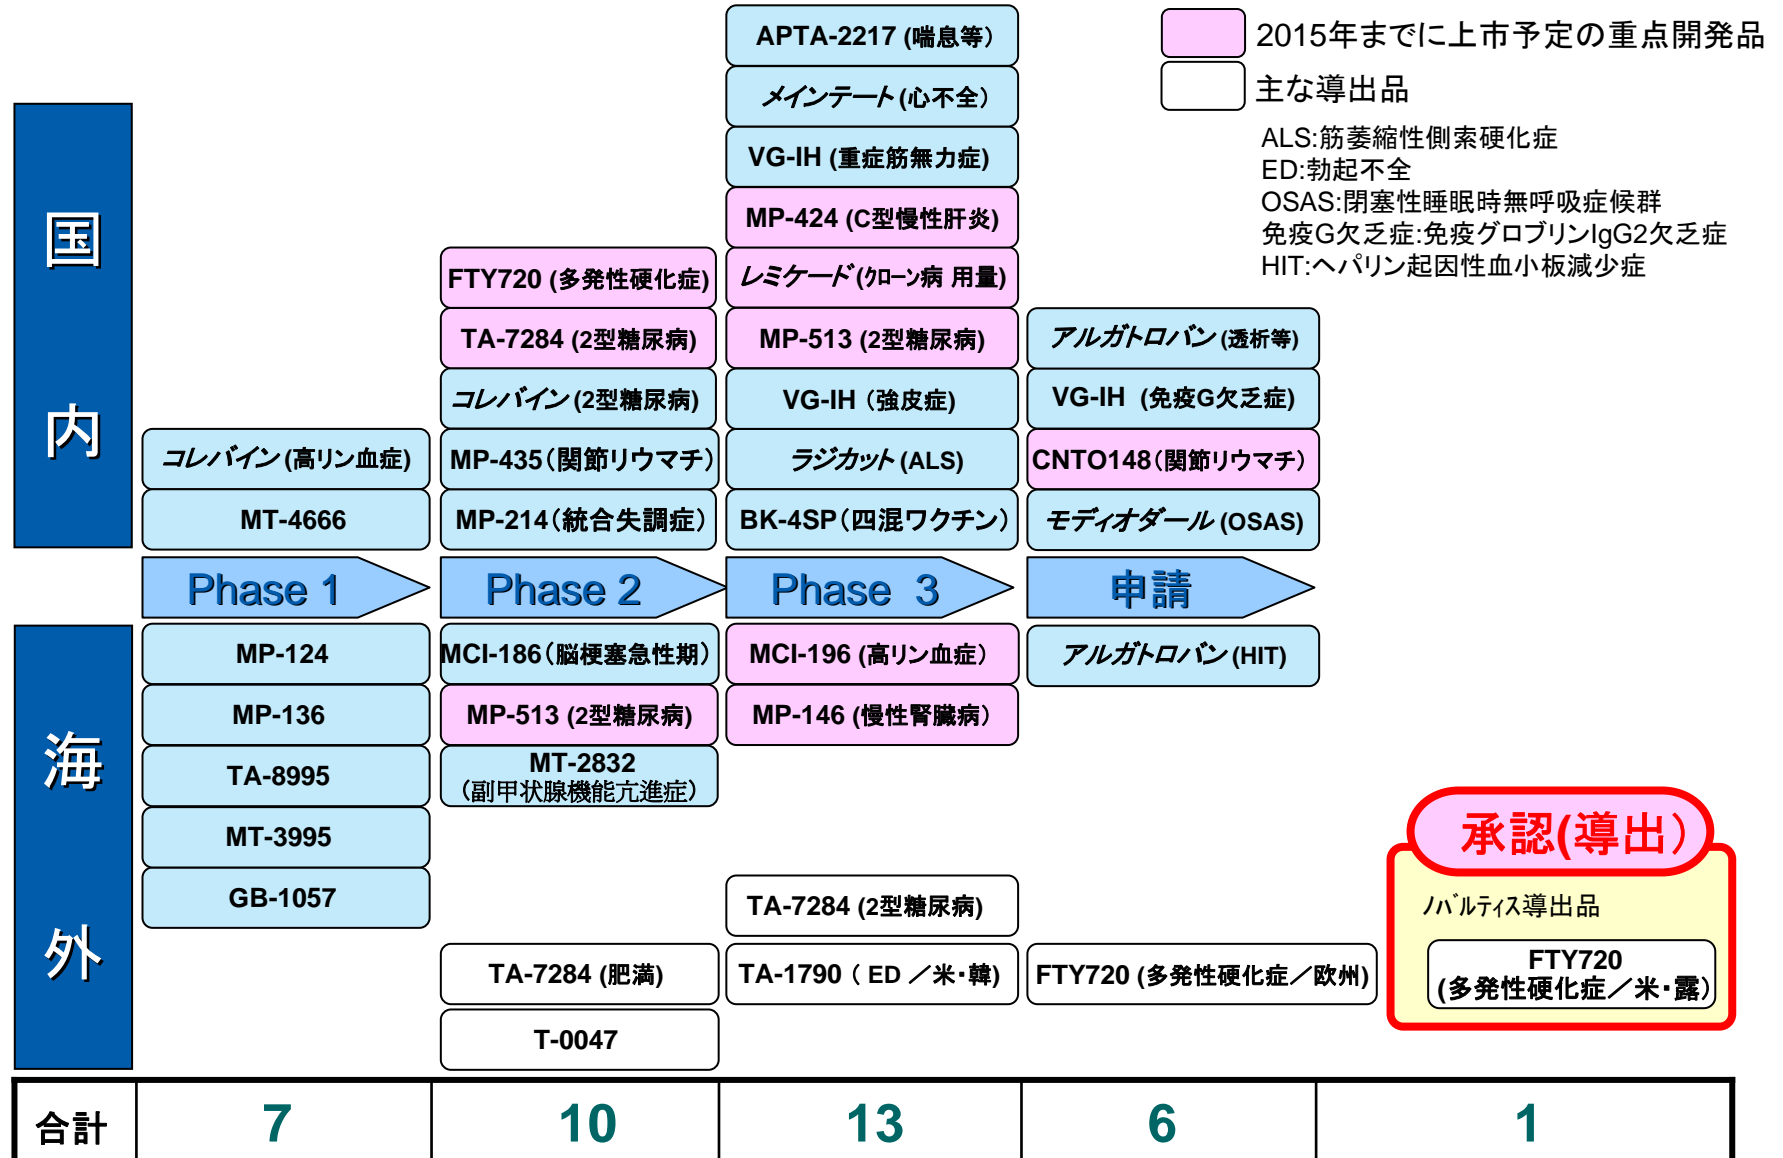 2015年までに上市予定の重点開発品
主な導出品
ALS:筋萎縮性側索硬化症
ED:勃起不全
OSAS:閉塞性睡眠時無呼吸症候群
免疫G欠乏症:免疫グロブリンIgG2欠乏症
HIT:ヘパリン起因性血小板減少症
国内
コレバイン(高リン血症)
MT-4666
FTY720 (多発性硬化症)
TA-7284 (2型糖尿病)
コレバイン(2型糖尿病)
MP-435(関節リウマチ)
MP-214(統合失調症)
APTA-2217 (喘息等)
メインテート(心不全)
VG-IH (重症筋無力症)
MP-424 (C型慢性肝炎)
レミケード(クローン病 用量)
MP-513 (2型糖尿病)
VG-IH (強皮症)
ラジカット(ALS)
BK-4SP(四混ワクチン)
アルガトロバン(透析等)
VG-IH (免疫G欠乏症)
CNTO148(関節リウマチ)
モディオダール(OSAS)
Phase 1
Phase 2
Phase 3
申請
海外
MP-124
MP-136
TA-8995
MT-3995
GB-1057
MCI-186(脳梗塞急性期)
MP-513 (2型糖尿病)
MT-2832
(副甲状腺機能亢進症)
TA-7284 (肥満)
T-0047
MCI-196 (高リン血症)
MP-146 (慢性腎臓病)
TA-7284 (2型糖尿病)
TA-1790 ( ED /米・韓)
アルガトロバン(HIT)
FTY720 (多発性硬化症/欧州)
承認(導出)
ノバルティス導出品
FTY720
(多発性硬化症/米・露)
合計 7 10 13 6 1